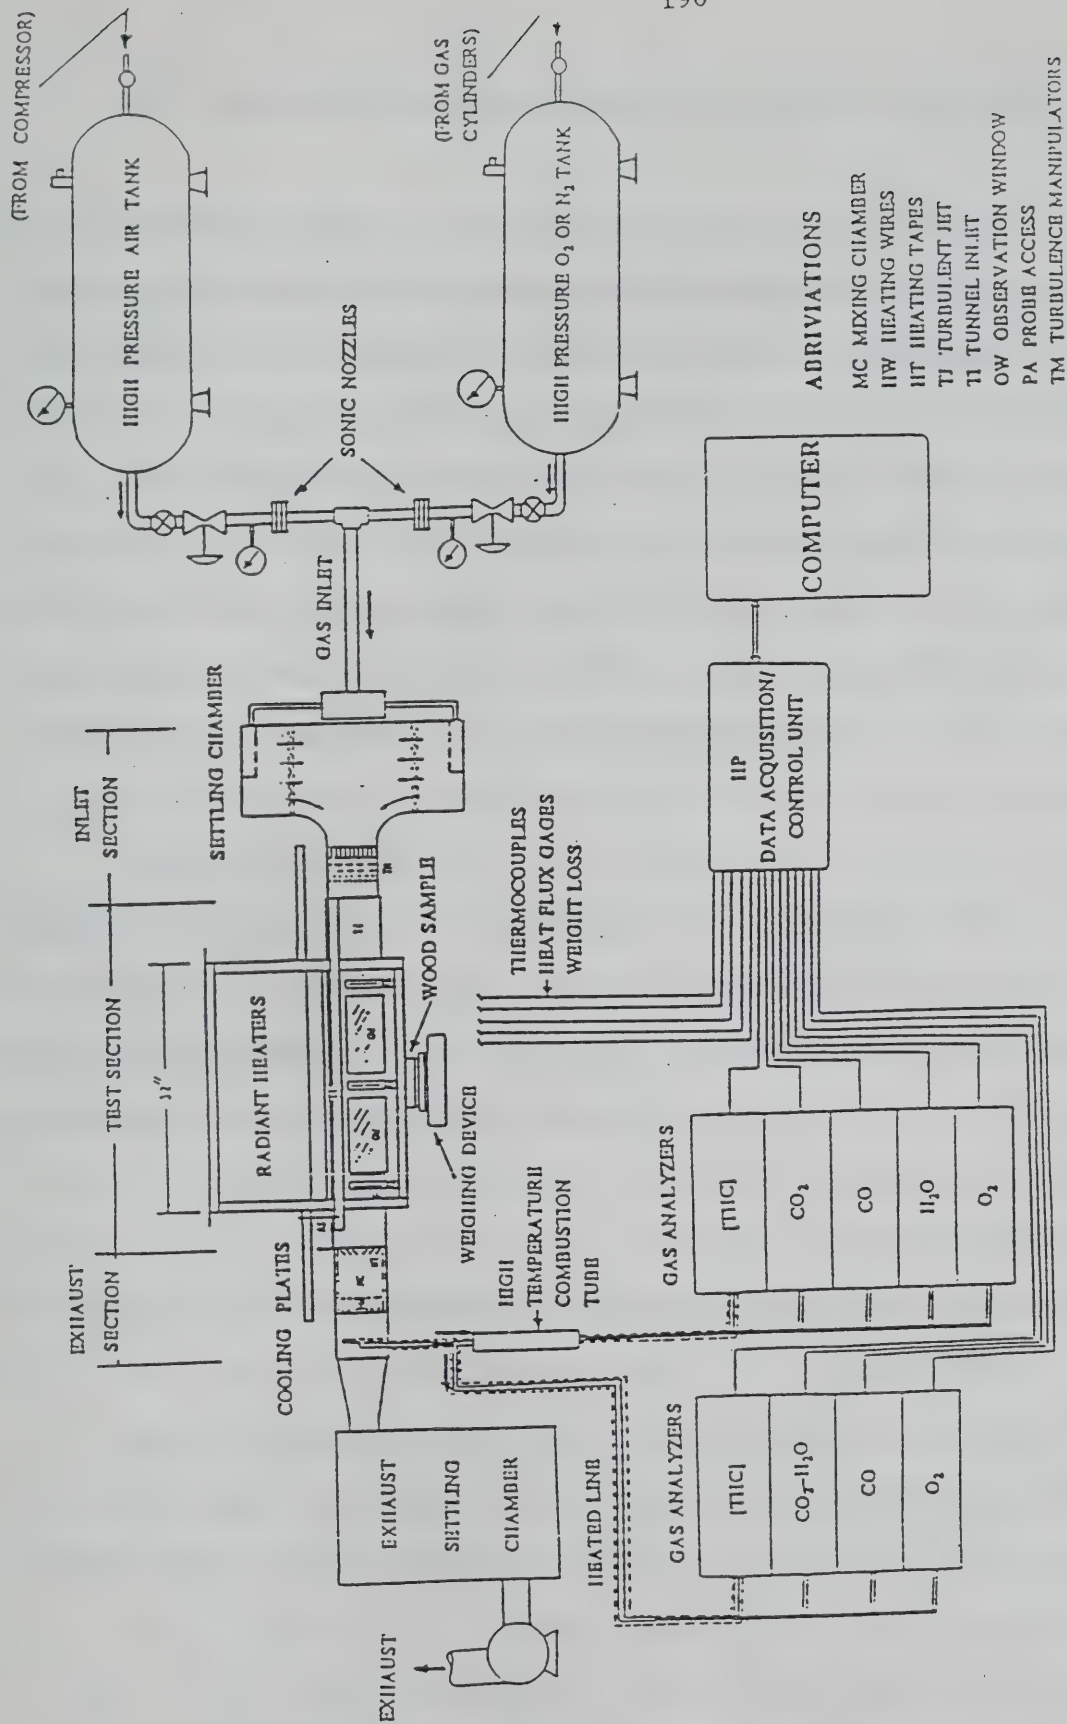 190
(FROM COMPRESSOR)
HIGH PRESSURE AIR TANK
(FROM GAS
CYLINDERS)
HIGH PRESSURE O₂ OR N₂ TANK
SONIC NOZZLES
GAS INLET
INLET
SECTION
SETTLING CHAMBER
TEST SECTION
RADIANT HEATERS
WOOD SAMPLE
WEIGHING DEVICE
EXHAUST
SECTION
COOLING PLATES
HIGH
TEMPERATURE
COMBUSTION
TUBE
EXHAUST
SETTLING
CHAMBER
EXHAUST
HEATED LINE
THERMOCOUPLES
HEAT FLUX GAGES
WEIGHT LOSS
GAS ANALYZERS
[THC]
CO₂
CO
H₂O
O₂
GAS ANALYZERS
[THC]
CO₂-H₂O
CO
O₂
HP
DATA ACQUISITION/
CONTROL UNIT
COMPUTER
ABRIVIATIONS
MC MIXING CHAMBER
HW HEATING WIRES
HT HEATING TAPES
TJ TURBULENT JET
TI TUNNEL INLET
OW OBSERVATION WINDOW
PA PROBE ACCESS
TM TURBULENCE MANIPULATORS